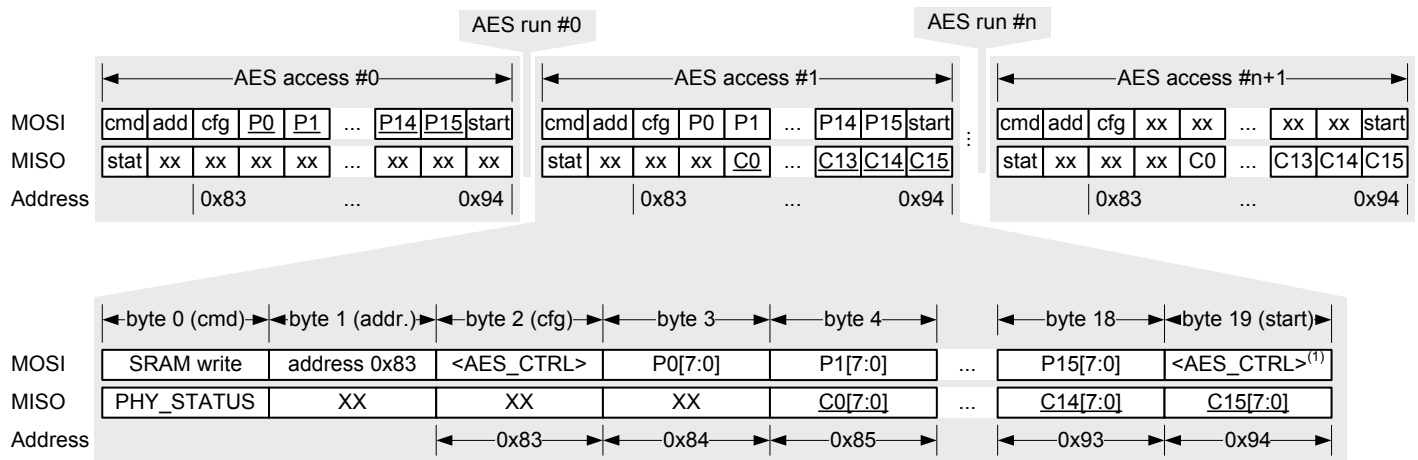 AES run #0 AES run #n
AES access #0 AES access #1 AES access #n+1
MOSI cmd add cfg P0 P1 ... P14 P15 start cmd add cfg P0 P1 ... P14 P15 start ... cmd add cfg xx xx ... xx xx start
MISO stat xx xx xx xx ... xx xx xx stat xx xx xx C0 ... C13 C14 C15 stat xx xx xx C0 ... C13 C14 C15
Address 0x83 ... 0x94 0x83 ... 0x94 0x83 ... 0x94
byte 0 (cmd) byte 1 (addr.) byte 2 (cfg) byte 3 byte 4 byte 18 byte 19 (start)
MOSI SRAM write address 0x83 <AES_CTRL> P0[7:0] P1[7:0] ... P15[7:0] <AES_CTRL>(1)
MISO PHY_STATUS XX XX XX C0[7:0] ... C14[7:0] C15[7:0]
Address 0x83 0x84 0x85 0x93 0x94